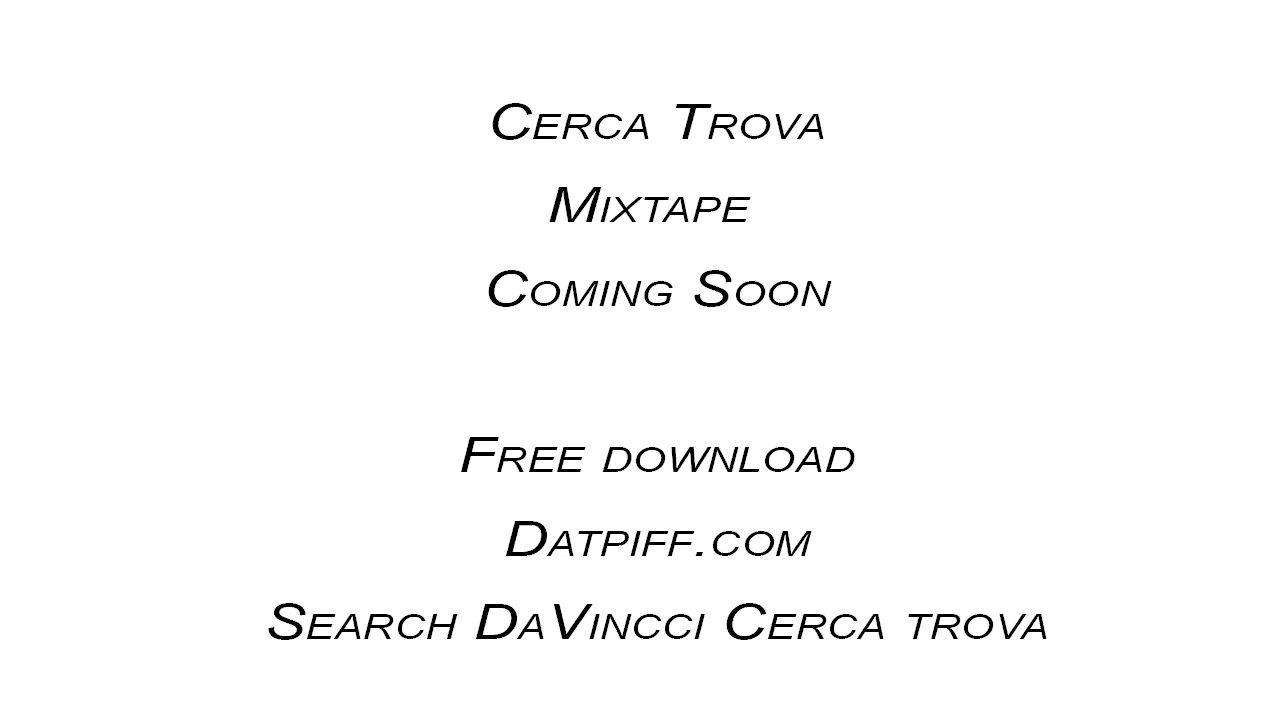 Cerca Trova
Mixtape
Coming Soon
Free download
Datpiff.com
Search DaVincci Cerca trova